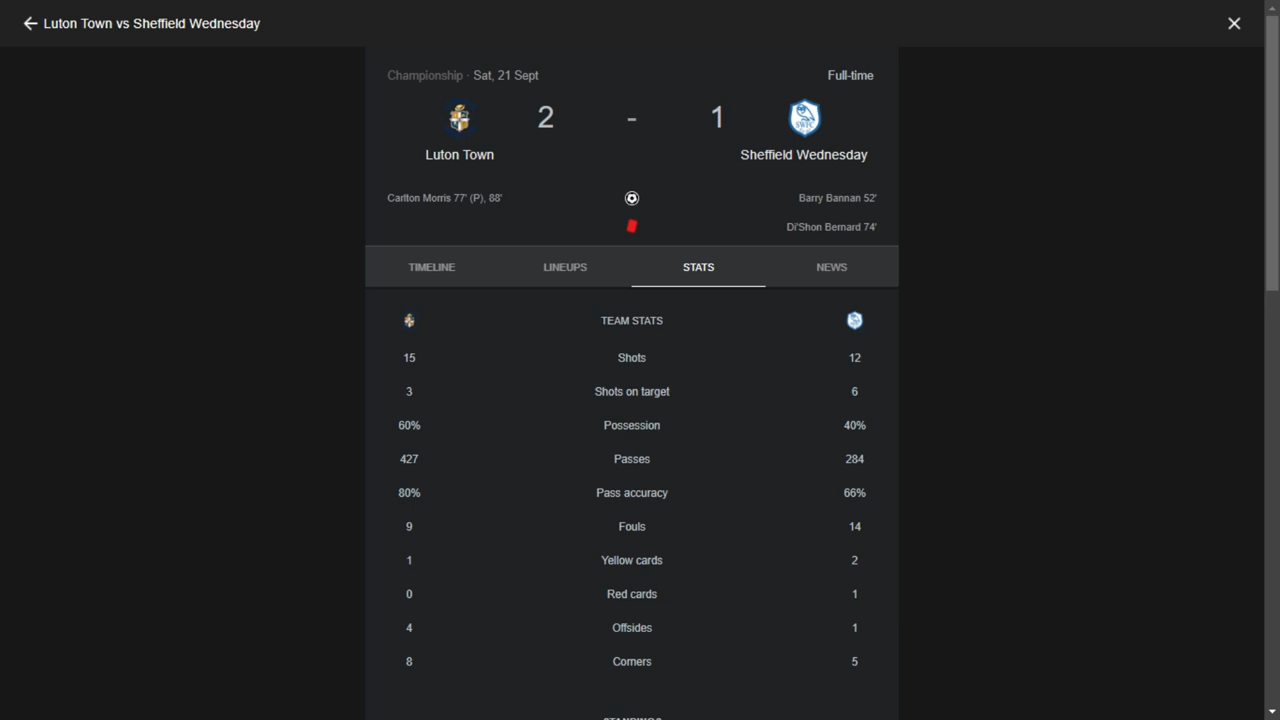 Luton Town vs Sheffield Wednesday
Championship · Sat, 21 Sept Full-time
2 - 1
Luton Town Sheffield Wednesday
Carlton Morris 77' (P), 88' Barry Bannan 52'
Di'Shon Bernard 74'
TIMELINE LINEUPS STATS NEWS
TEAM STATS
15 Shots 12
3 Shots on target 6
60% Possession 40%
427 Passes 284
80% Pass accuracy 66%
9 Fouls 14
1 Yellow cards 2
0 Red cards 1
4 Offsides 1
8 Corners 5